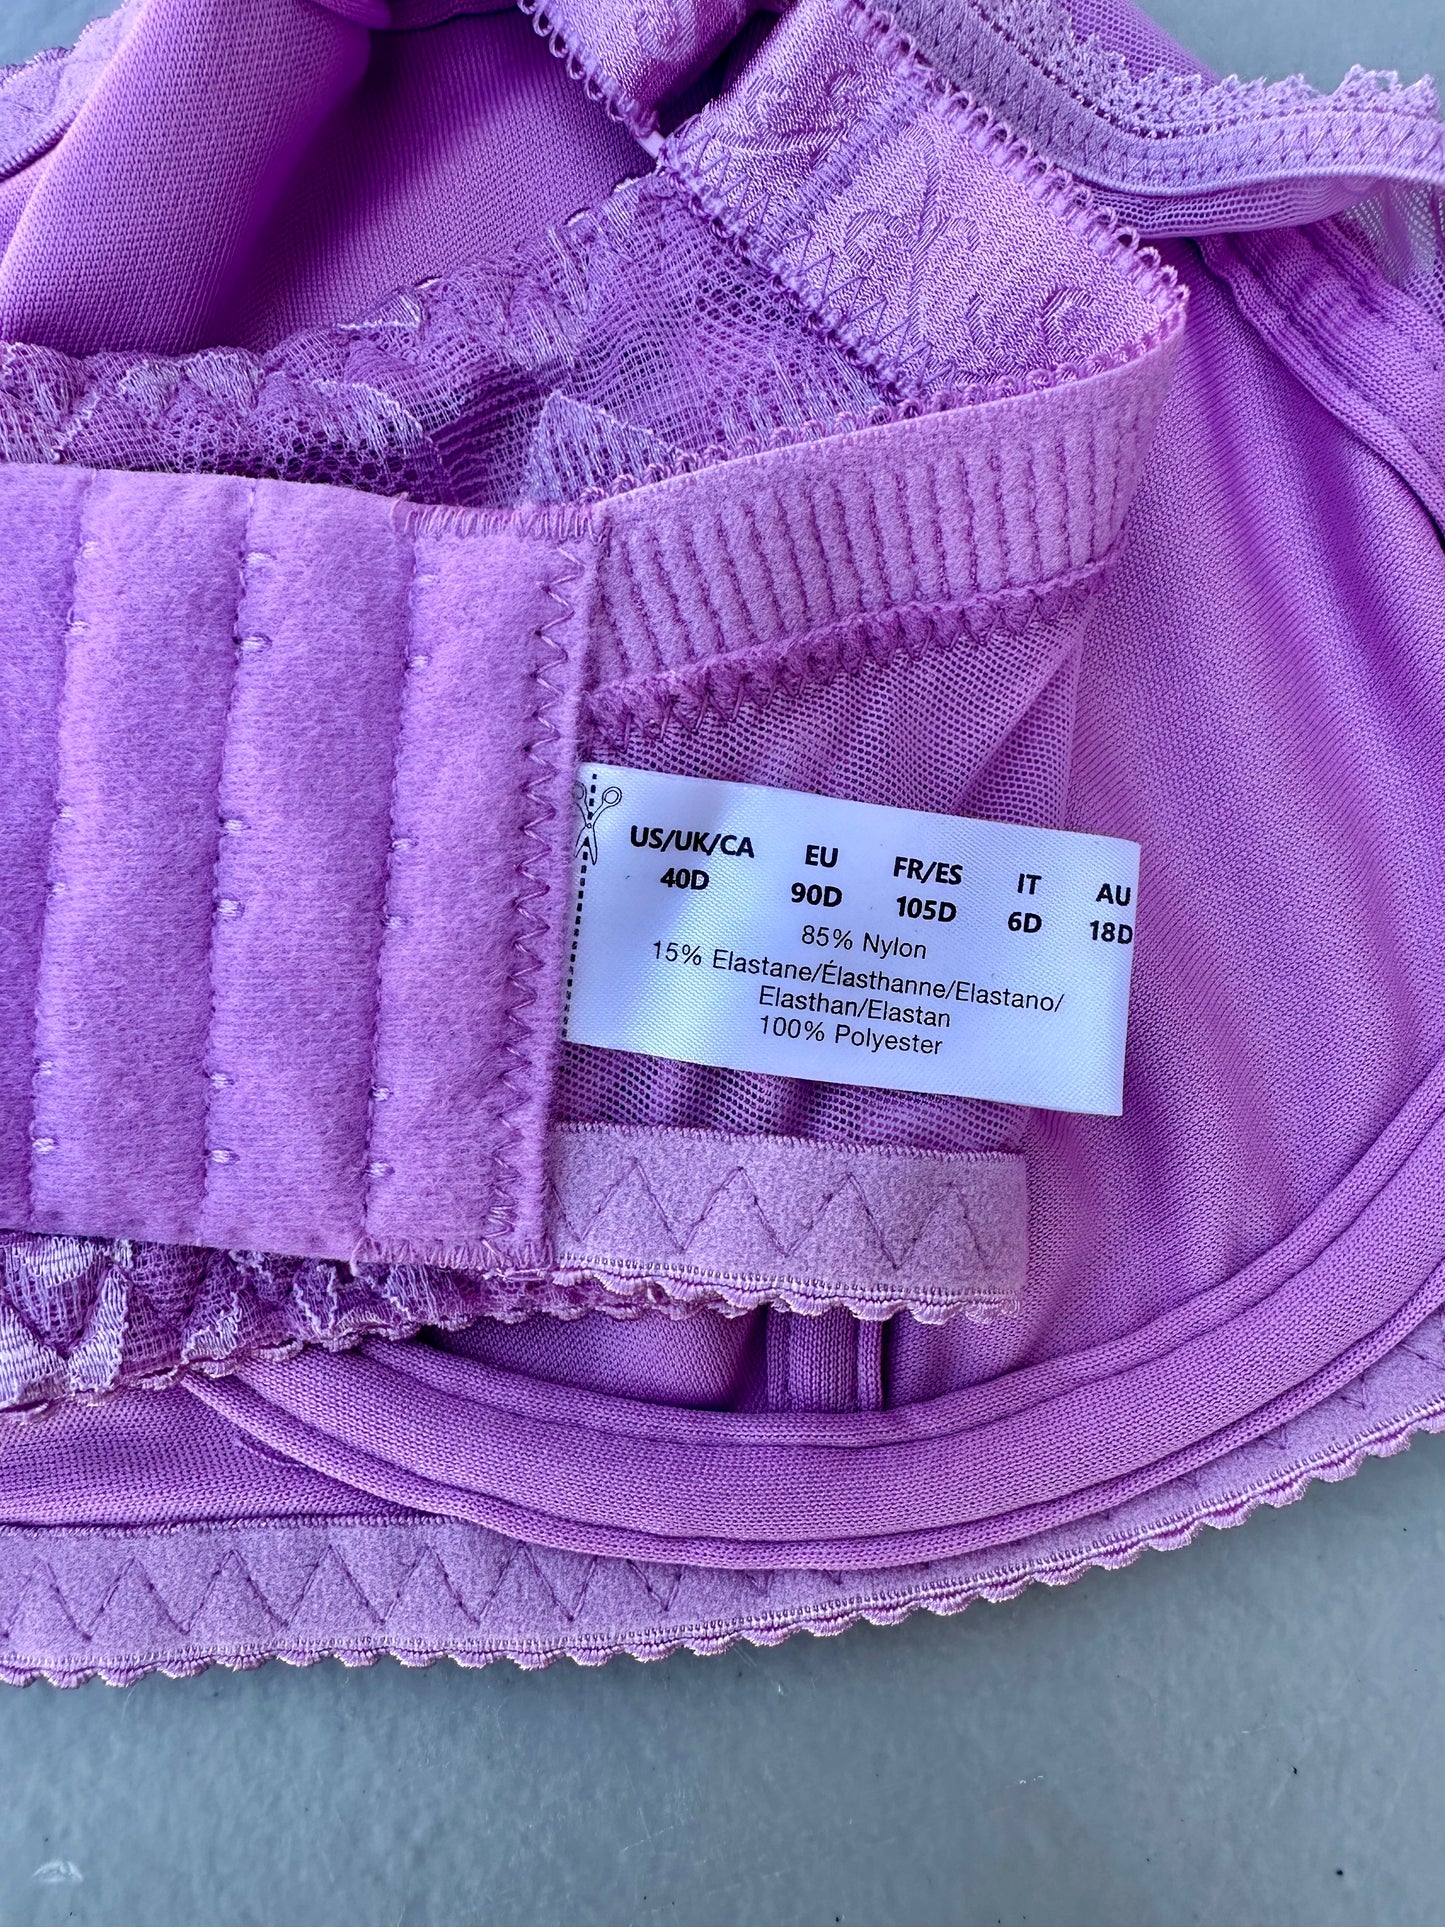 US/UK/CA EU FR/ES IT AU
40D 90D 105D 6D 18D
85% Nylon
15% Elastane/Élasthanne/Elastano/
Elasthan/Elastan
100% Polyester